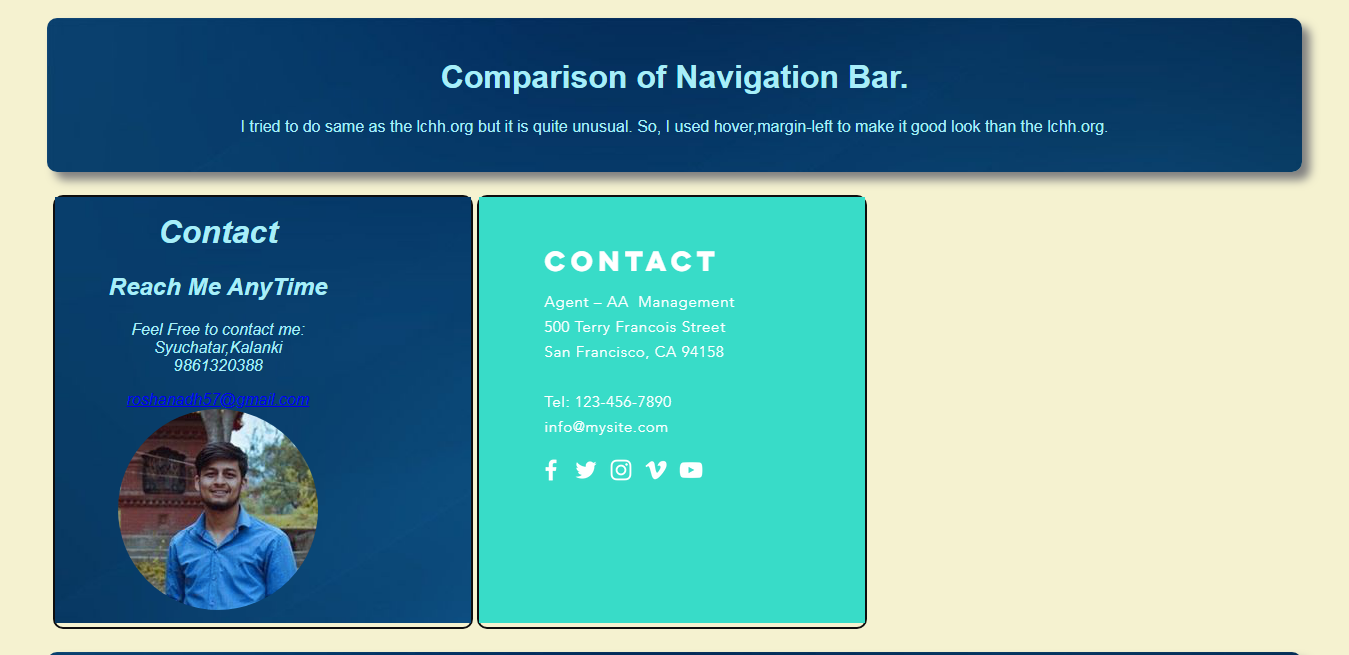 Comparison of Navigation Bar.
I tried to do same as the lchh.org but it is quite unusual. So, I used hover,margin-left to make it good look than the lchh.org.
Contact
Reach Me AnyTime
Feel Free to contact me:
Syuchatar,Kalanki
9861320388
roshanadh57@gmail.com
CONTACT
Agent – AA  Management
500 Terry Francois Street
San Francisco, CA 94158
Tel: 123-456-7890
info@mysite.com